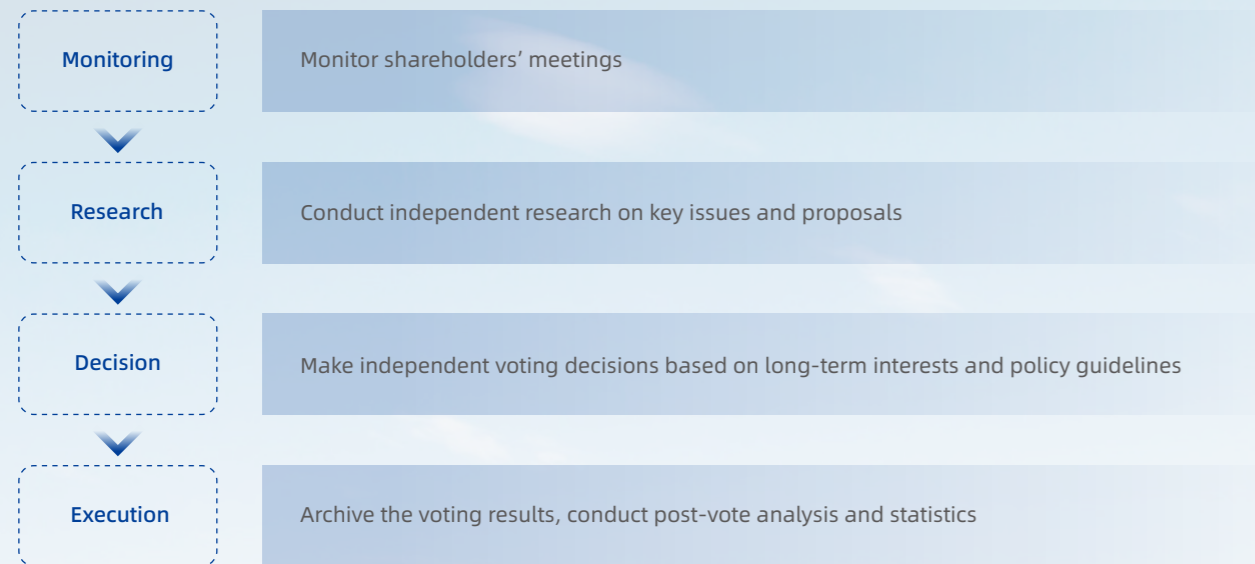 Monitoring
Monitor shareholders’ meetings
Research
Conduct independent research on key issues and proposals
Decision
Make independent voting decisions based on long-term interests and policy guidelines
Execution
Archive the voting results, conduct post-vote analysis and statistics